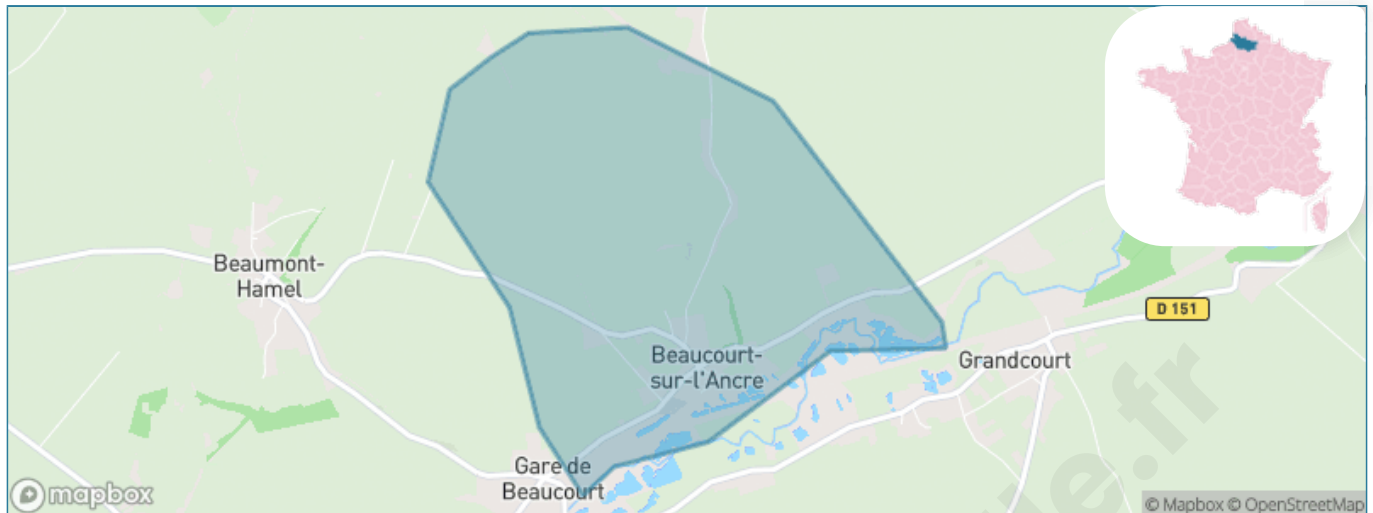 Beaumont-
Hamel
D 151
Beaucourt-
sur-l'Ancre
Grandcourt
Gare de
Beaucourt
mapbox
© Mapbox © OpenStreetMap